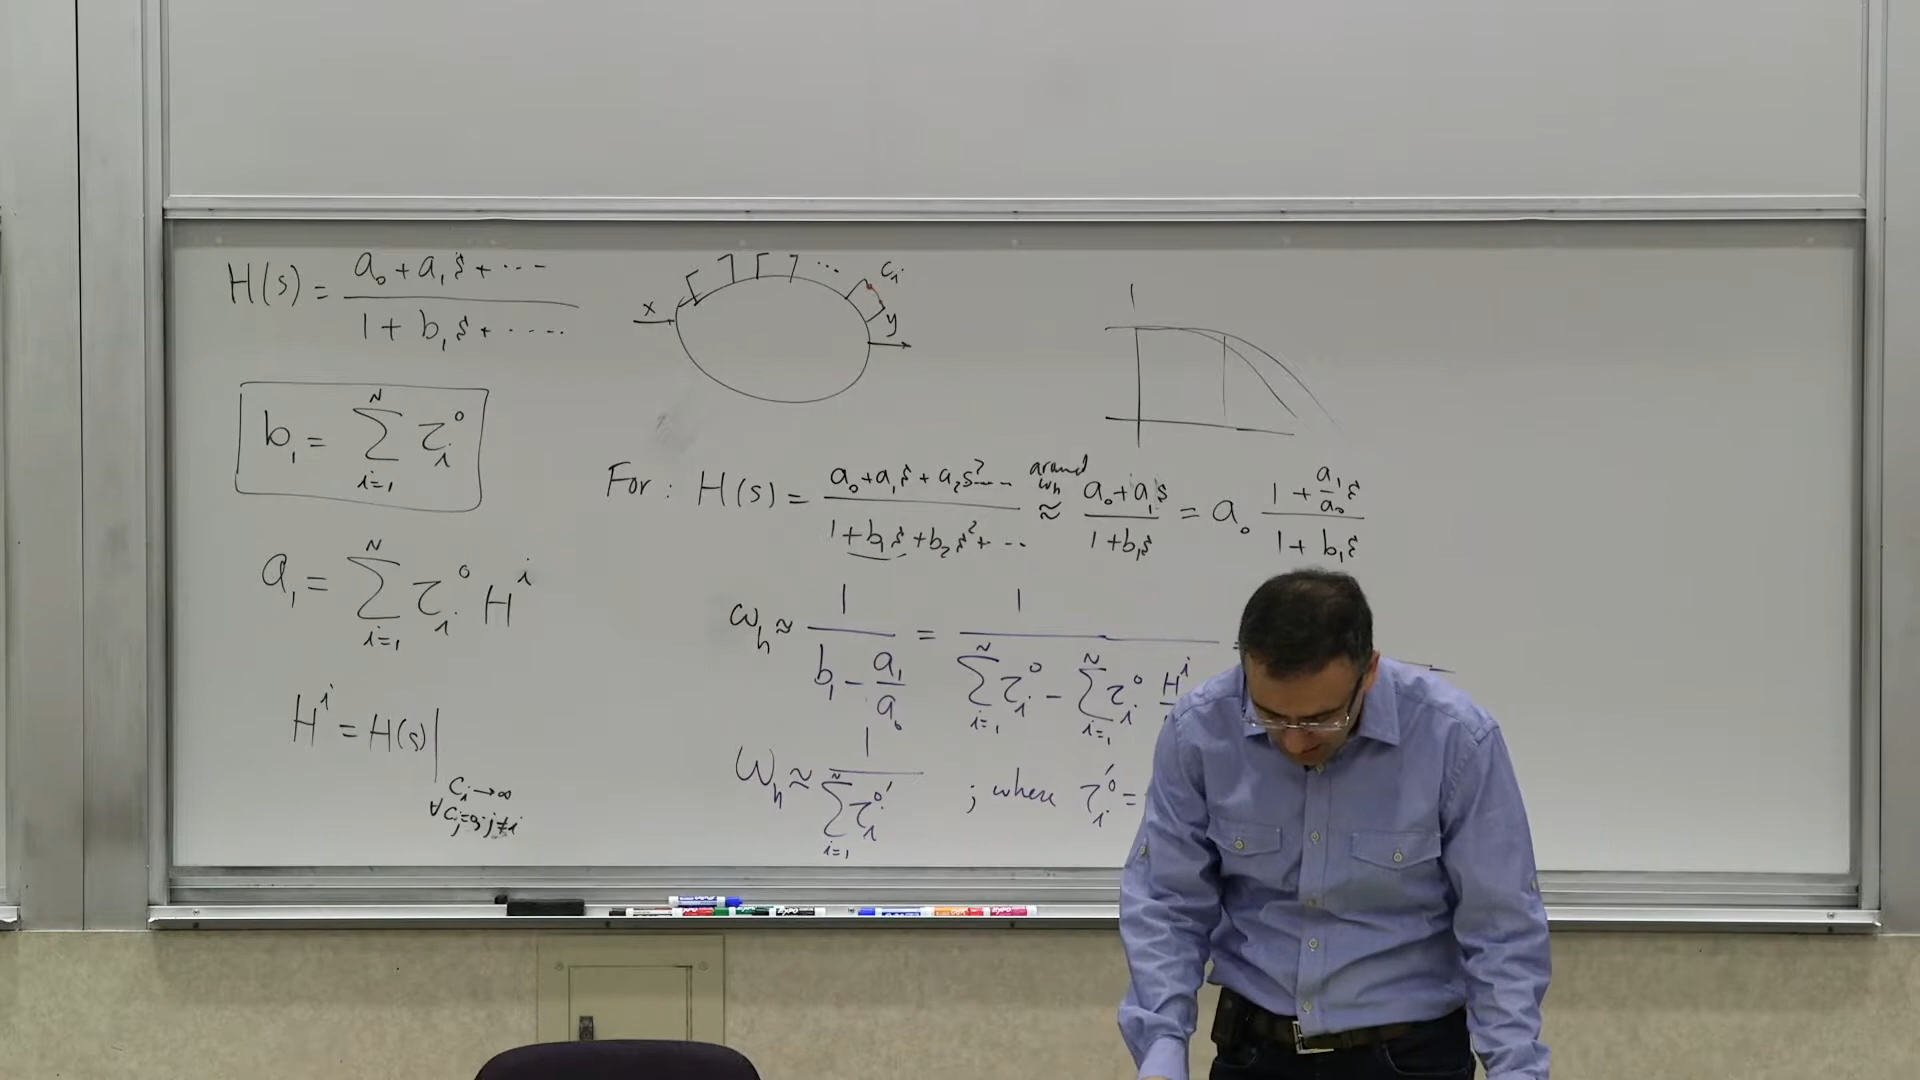 H(s) = (a₀ + a₁s + ···) / (1 + b₁s + ·····)
x
···
Cᵢ
y
b₁ = Σᵢ₌₁ᴺ τᵢ⁰
a₁ = Σᵢ₌₁ᴺ τᵢ⁰ Hⁱ
Hⁱ = H(s)| Cᵢ→∞
∀Cⱼ=0; j≠i
For : H(s) = (a₀ + a₁s + a₂s² ····) / (1 + b₁s + b₂s² + ···) ≈ around ωh (a₀ + a₁s) / (1 + b₁s) = a₀ (1 + (a₁/a₀)s) / (1 + b₁s)
ωh ≈ 1 / (b₁ − a₁/a₀) = 1 / (Σᵢ₌₁ᴺ τᵢ⁰ − Σᵢ₌₁ᴺ τᵢ⁰ Hⁱ
ωh ≈ 1 / (Σᵢ₌₁ᴺ τᵢ⁰′) ; where τᵢ⁰′ =